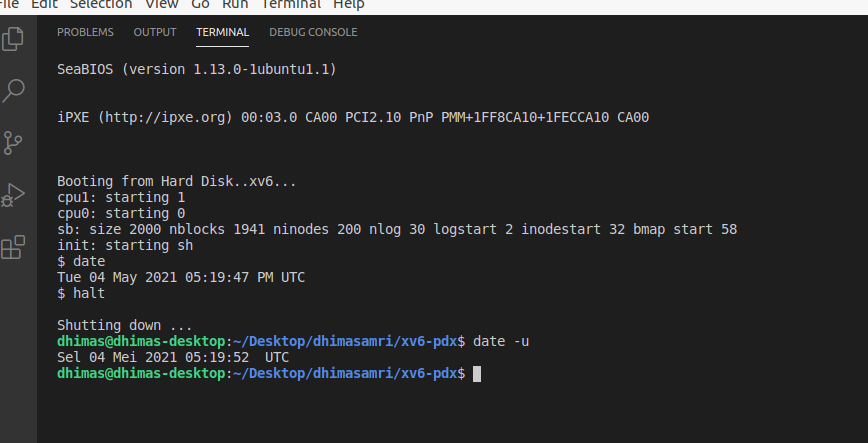 File Edit Selection View Go Run Terminal Help
PROBLEMS OUTPUT TERMINAL DEBUG CONSOLE
SeaBIOS (version 1.13.0-1ubuntu1.1)
iPXE (http://ipxe.org) 00:03.0 CA00 PCI2.10 PnP PMM+1FF8CA10+1FECCA10 CA00
Booting from Hard Disk..xv6...
cpu1: starting 1
cpu0: starting 0
sb: size 2000 nblocks 1941 ninodes 200 nlog 30 logstart 2 inodestart 32 bmap start 58
init: starting sh
$ date
Tue 04 May 2021 05:19:47 PM UTC
$ halt
Shutting down ...
dhimas@dhimas-desktop:~/Desktop/dhimasamri/xv6-pdx$ date -u
Sel 04 Mei 2021 05:19:52  UTC
dhimas@dhimas-desktop:~/Desktop/dhimasamri/xv6-pdx$